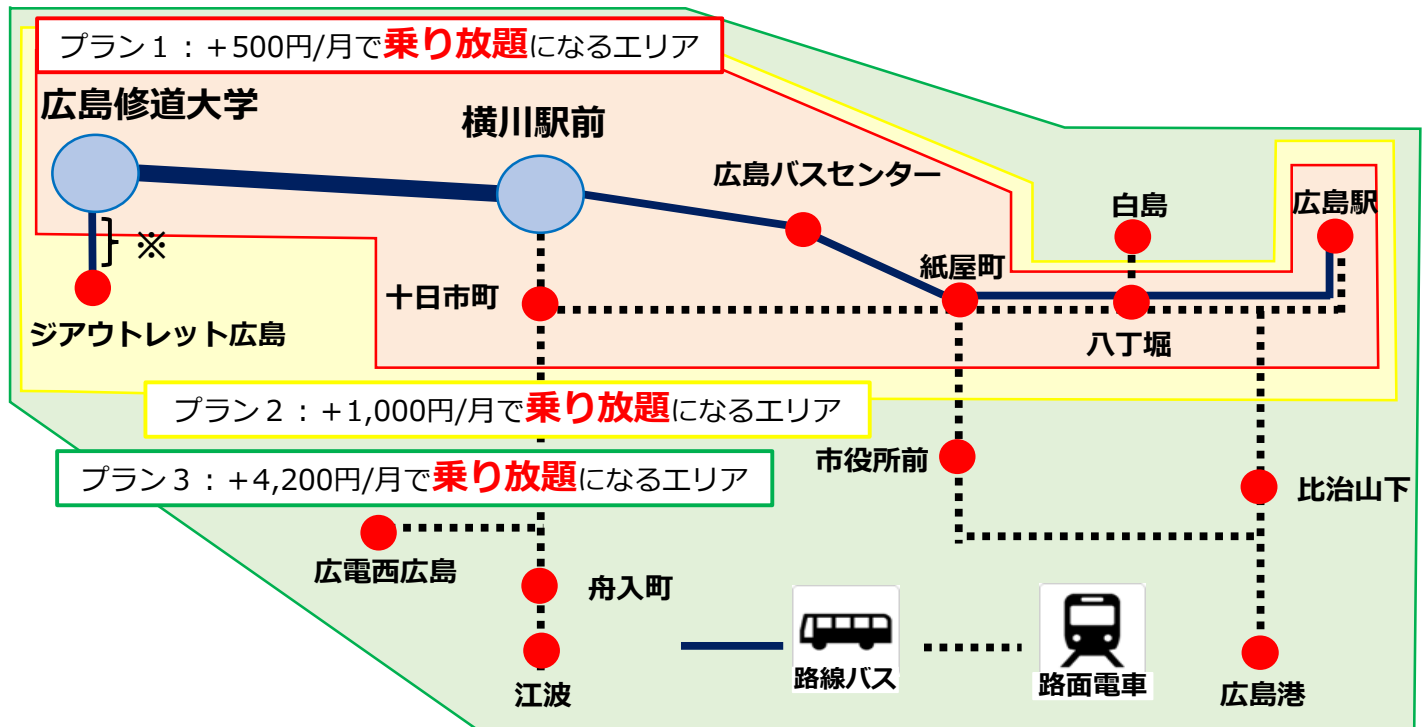 プラン１：＋500円/月で乗り放題になるエリア
広島修道大学
横川駅前
広島バスセンター
白島
広島駅
※
紙屋町
十日市町
ジアウトレット広島
八丁堀
プラン２：＋1,000円/月で乗り放題になるエリア
市役所前
プラン３：＋4,200円/月で乗り放題になるエリア
比治山下
広電西広島
舟入町
路線バス
路面電車
江波
広島港